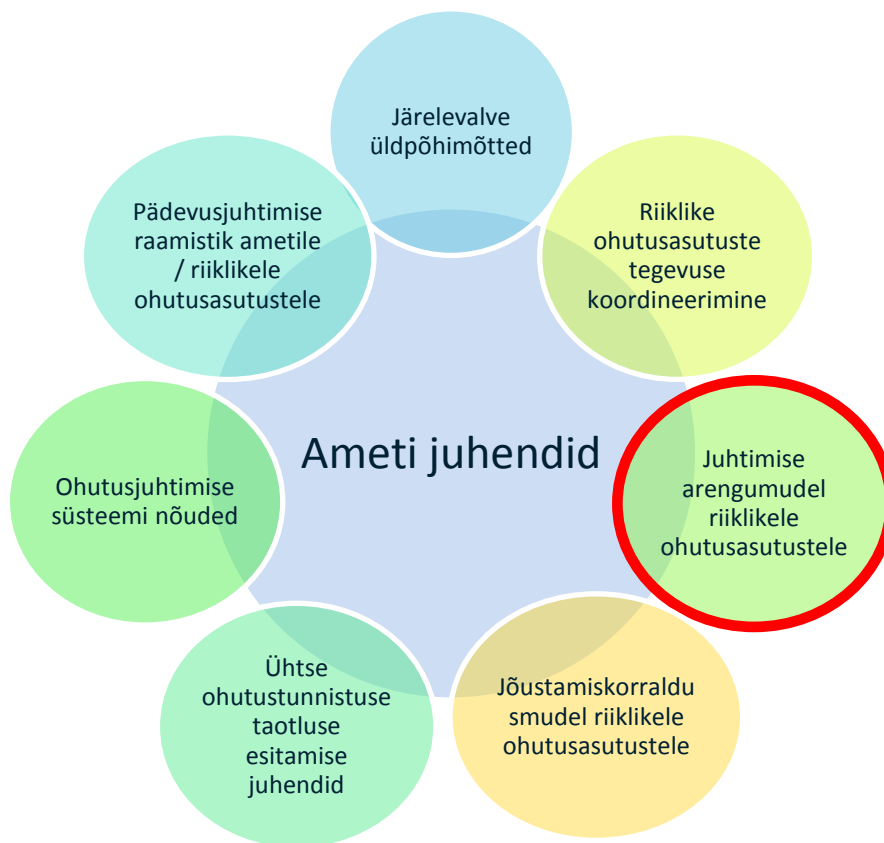 Järelevalve
üldpõhimõtted
Riiklike
ohutusasutuste
tegevuse
koordineerimine
Juhtimise
arengumudel
riiklikele
ohutusasutustele
Jõustamiskorraldu
smudel riiklikele
ohutusasutustele
Ühtse
ohutustunnistuse
taotluse
esitamise
juhendid
Ohutusjuhtimise
süsteemi nõuded
Pädevusjuhtimise
raamistik ametile
/ riiklikele
ohutusasutustele
Ameti juhendid